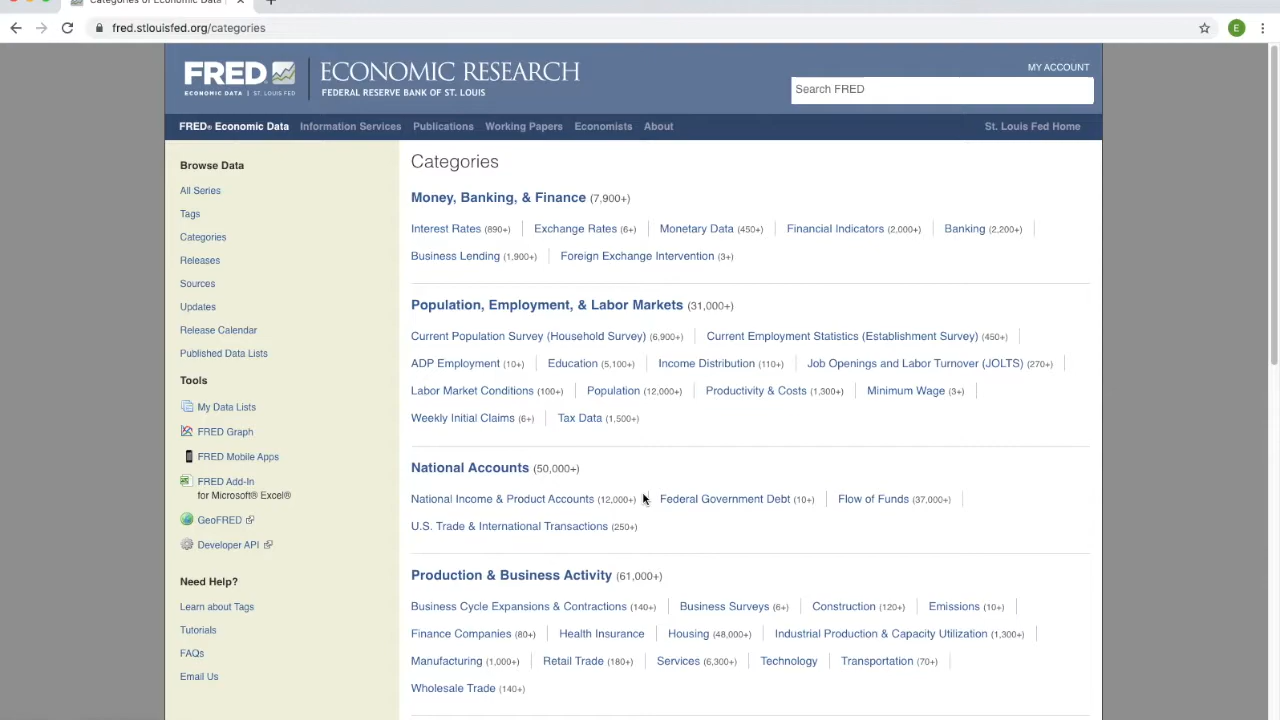 Categories of Economic Data
fred.stlouisfed.org/categories
E
FRED
ECONOMIC DATA | ST. LOUIS FED
ECONOMIC RESEARCH
FEDERAL RESERVE BANK OF ST. LOUIS
MY ACCOUNT
Search FRED
FRED® Economic Data Information Services Publications Working Papers Economists About St. Louis Fed Home
Browse Data
All Series
Tags
Categories
Releases
Sources
Updates
Release Calendar
Published Data Lists
Tools
My Data Lists
FRED Graph
FRED Mobile Apps
FRED Add-In
for Microsoft® Excel®
GeoFRED
Developer API
Need Help?
Learn about Tags
Tutorials
FAQs
Email Us
Categories
Money, Banking, & Finance (7,900+)
Interest Rates (890+) Exchange Rates (6+) Monetary Data (450+) Financial Indicators (2,000+) Banking (2,200+)
Business Lending (1,900+) Foreign Exchange Intervention (3+)
Population, Employment, & Labor Markets (31,000+)
Current Population Survey (Household Survey) (6,900+) Current Employment Statistics (Establishment Survey) (450+)
ADP Employment (10+) Education (5,100+) Income Distribution (110+) Job Openings and Labor Turnover (JOLTS) (270+)
Labor Market Conditions (100+) Population (12,000+) Productivity & Costs (1,300+) Minimum Wage (3+)
Weekly Initial Claims (6+) Tax Data (1,500+)
National Accounts (50,000+)
National Income & Product Accounts (12,000+) Federal Government Debt (10+) Flow of Funds (37,000+)
U.S. Trade & International Transactions (250+)
Production & Business Activity (61,000+)
Business Cycle Expansions & Contractions (140+) Business Surveys (6+) Construction (120+) Emissions (10+)
Finance Companies (80+) Health Insurance Housing (48,000+) Industrial Production & Capacity Utilization (1,300+)
Manufacturing (1,000+) Retail Trade (180+) Services (6,300+) Technology Transportation (70+)
Wholesale Trade (140+)